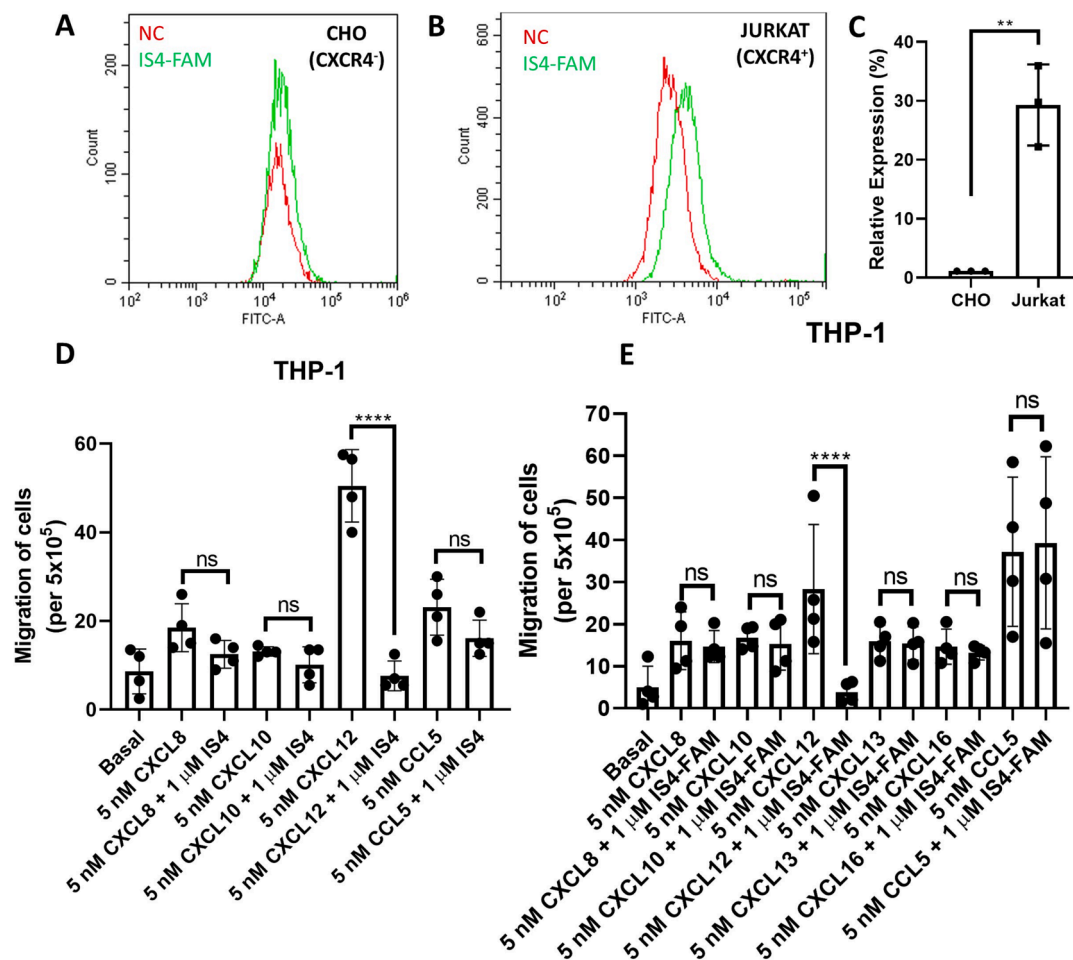 A
NC
IS4-FAM
CHO
(CXCR4⁻)
200
100
0
Count
10² 10³ 10⁴ 10⁵ 10⁶
FITC-A
B
NC
IS4-FAM
JURKAT
(CXCR4⁺)
600
400
200
0
Count
10² 10³ 10⁴ 10⁵
FITC-A
C
**
40
30
20
10
0
Relative Expression (%)
CHO Jurkat
D
THP-1
****
ns
ns
ns
60
40
20
0
Migration of cells
(per 5x10⁵)
Basal
5 nM CXCL8
5 nM CXCL8 + 1 μM IS4
5 nM CXCL10
5 nM CXCL10 + 1 μM IS4
5 nM CXCL12
5 nM CXCL12 + 1 μM IS4
5 nM CCL5
5 nM CCL5 + 1 μM IS4
E
THP-1
ns
****
ns
ns
ns
ns
70
60
50
40
30
20
10
0
Migration of cells
(per 5x10⁵)
Basal
5 nM CXCL8
5 nM CXCL8 + 1 μM IS4-FAM
5 nM CXCL10
5 nM CXCL10 + 1 μM IS4-FAM
5 nM CXCL12
5 nM CXCL12 + 1 μM IS4-FAM
5 nM CXCL13
5 nM CXCL13 + 1 μM IS4-FAM
5 nM CXCL16
5 nM CXCL16 + 1 μM IS4-FAM
5 nM CCL5
5 nM CCL5 + 1 μM IS4-FAM